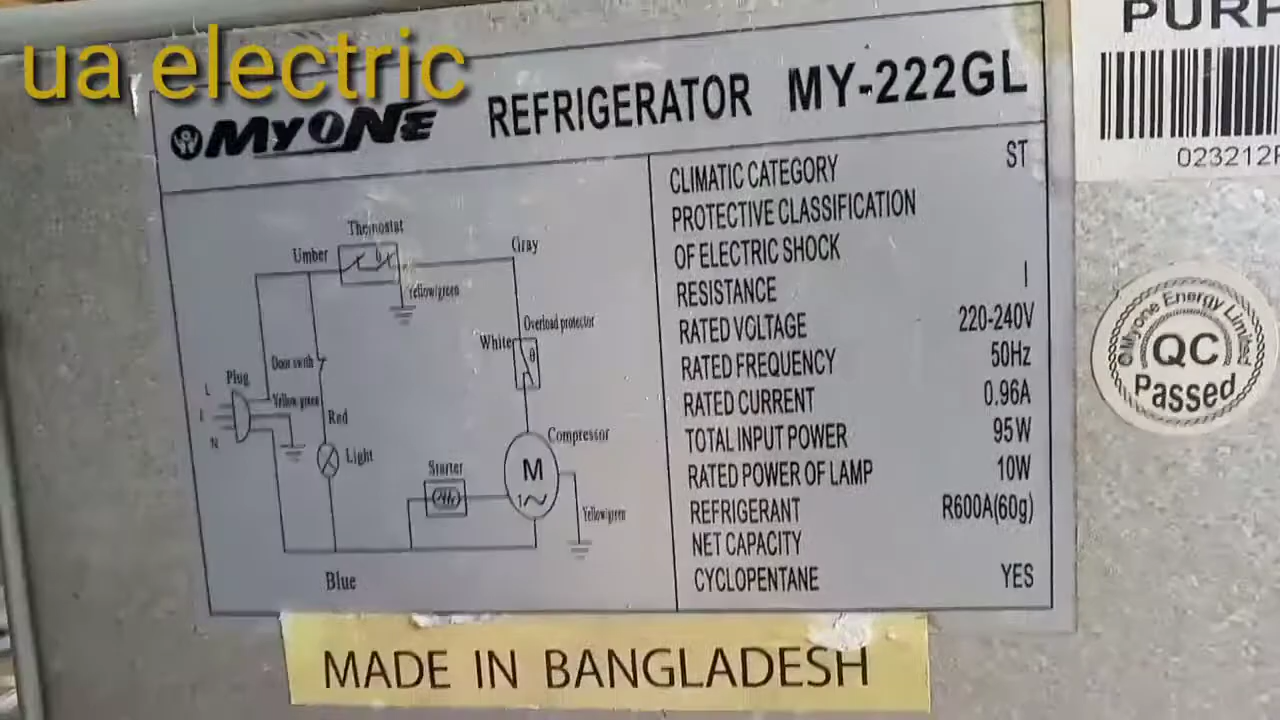 ua electric
MYONE REFRIGERATOR MY-222GL
Thejnostat
Umber
Gray
Yellow/green
Overload protector
White
θ
Door swith
Plug
L
Yellow green
Red
N
Light
Compressor
M
1~
Starter
Yellow/green
Blue
CLIMATIC CATEGORY ST
PROTECTIVE CLASSIFICATION
OF ELECTRIC SHOCK
RESISTANCE I
RATED VOLTAGE 220-240V
RATED FREQUENCY 50Hz
RATED CURRENT 0.96A
TOTAL INPUT POWER 95W
RATED POWER OF LAMP 10W
REFRIGERANT R600A(60g)
NET CAPACITY
CYCLOPENTANE YES
MADE IN BANGLADESH
023212
Myone Energy Limited
QC
Passed